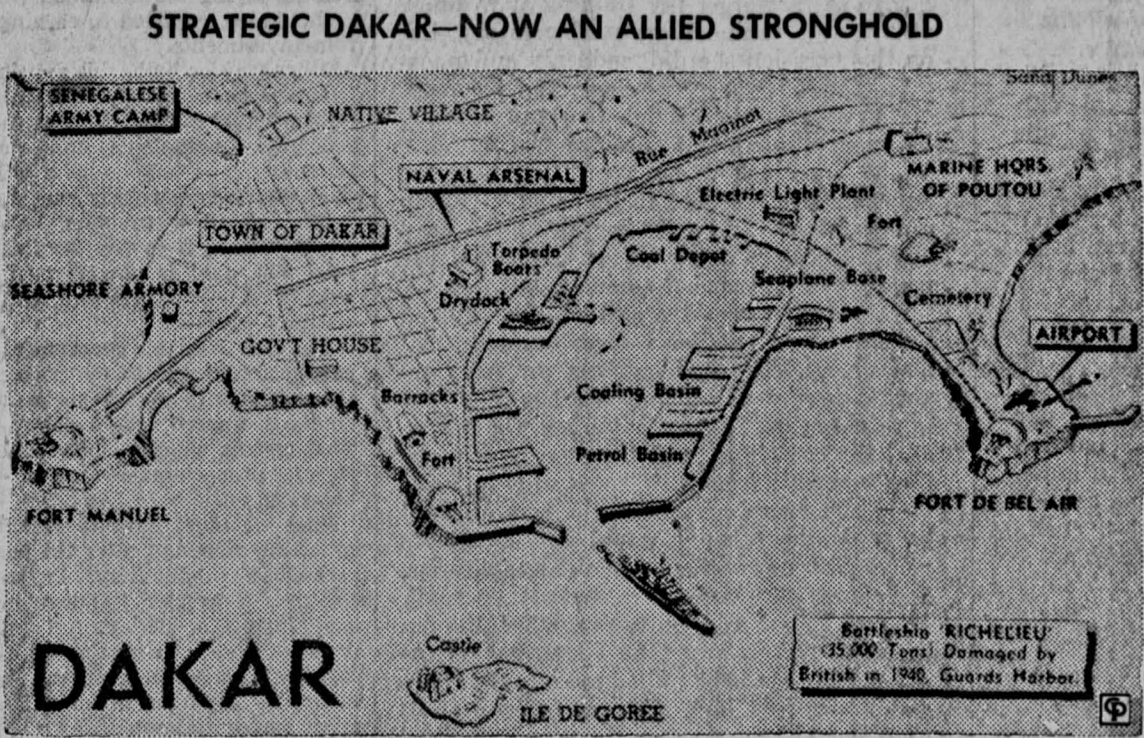 STRATEGIC DAKAR—NOW AN ALLIED STRONGHOLD
Sand Dunes
SENEGALESE
ARMY CAMP
NATIVE VILLAGE
Rue Maginot
NAVAL ARSENAL
MARINE HQRS.
OF POUTOU
Electric Light Plant
Fort
TOWN OF DAKAR
Torpedo
Boats
Coal Depot
Seaplane Base
SEASHORE ARMORY
Drydock
Cemetery
AIRPORT
GOV'T HOUSE
Barracks
Coaling Basin
Fort
Petrol Basin
FORT MANUEL
FORT DE BEL AIR
DAKAR
Castle
ILE DE GOREE
Battleship 'RICHELIEU'
(35,000 Tons) Damaged by
British in 1940, Guards Harbor.
CP